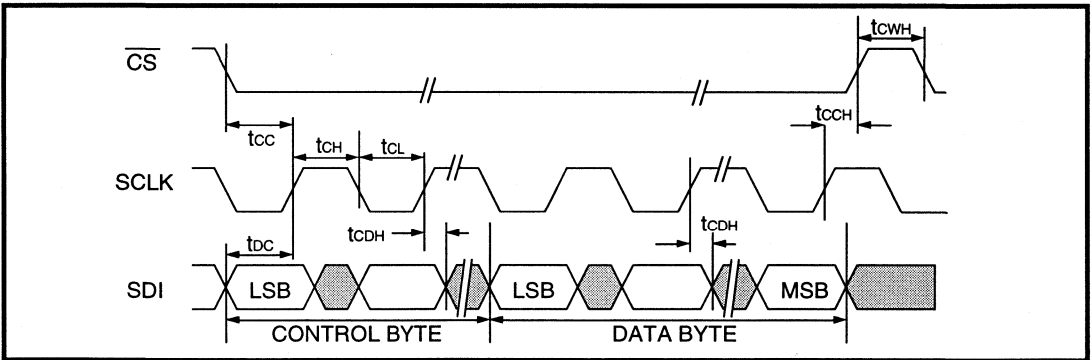 tCWH
CS
tCCH
tCC
tCH
tCL
SCLK
tCDH
tCDH
tDC
SDI
LSB
LSB
MSB
CONTROL BYTE
DATA BYTE